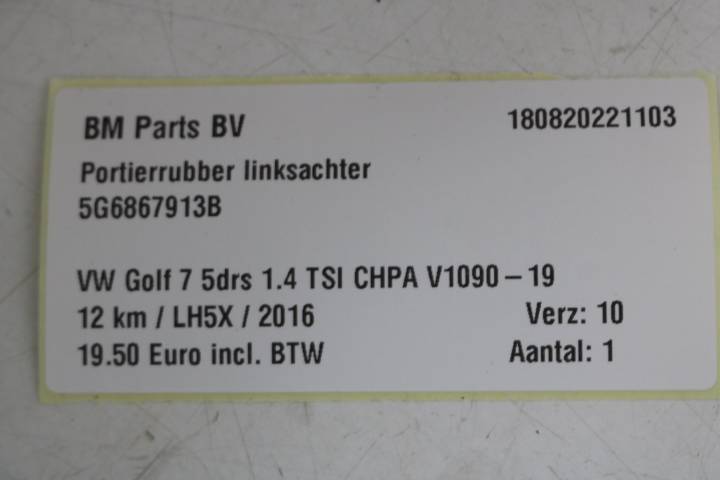 BM Parts BV 180820221103
Portierrubber linksachter
5G6867913B
VW Golf 7 5drs 1.4 TSI CHPA V1090-19
12 km / LH5X / 2016 Verz: 10
19.50 Euro incl. BTW Aantal: 1